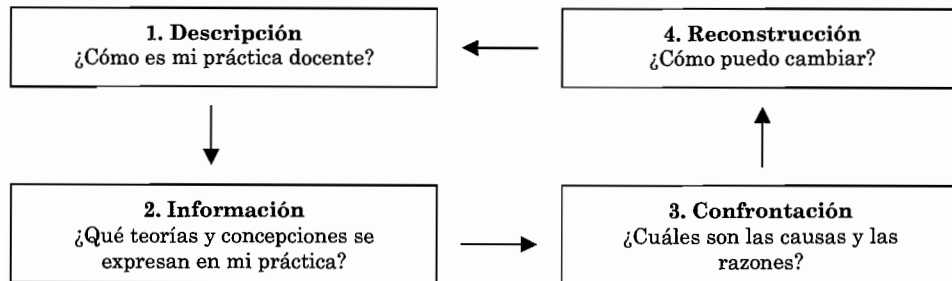 1. Descripción
¿Cómo es mi práctica docente?
4. Reconstrucción
¿Cómo puedo cambiar?
2. Información
¿Qué teorías y concepciones se
expresan en mi práctica?
3. Confrontación
¿Cuáles son las causas y las
razones?